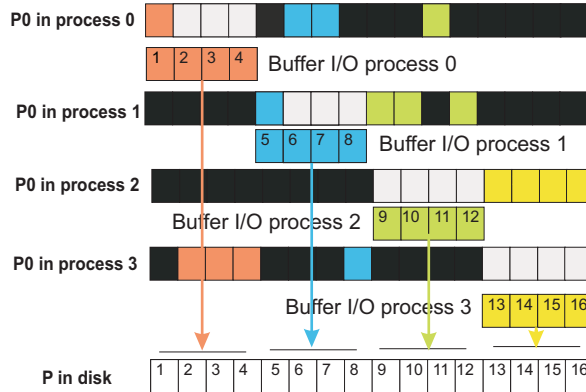 P0 in process 0
1 2 3 4
Buffer I/O process 0
P0 in process 1
5 6 7 8
Buffer I/O process 1
P0 in process 2
Buffer I/O process 2
9 10 11 12
P0 in process 3
Buffer I/O process 3
13 14 15 16
P in disk
1 2 3 4 5 6 7 8 9 10 11 12 13 14 15 16